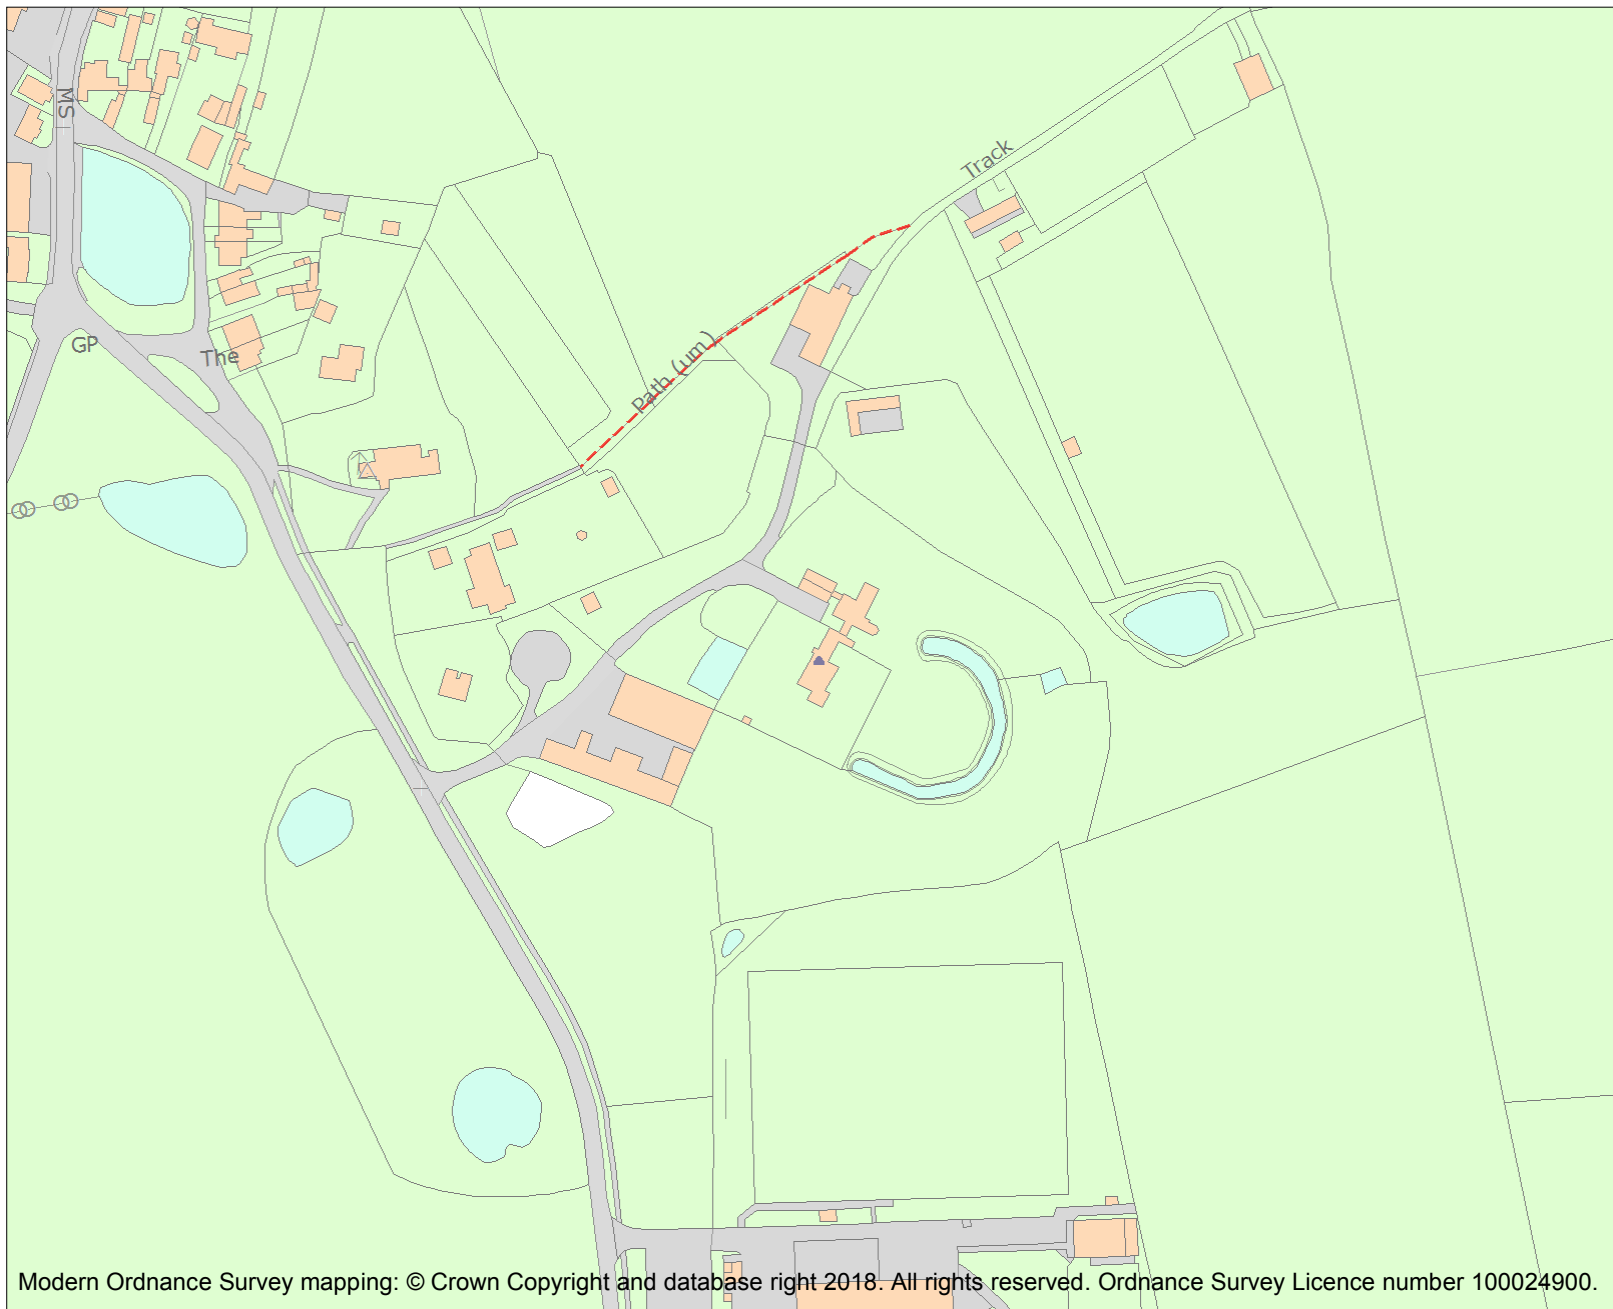 MS
Track
GP
The
Path (um)
Modern Ordnance Survey mapping: © Crown Copyright and database right 2018. All rights reserved. Ordnance Survey Licence number 100024900.